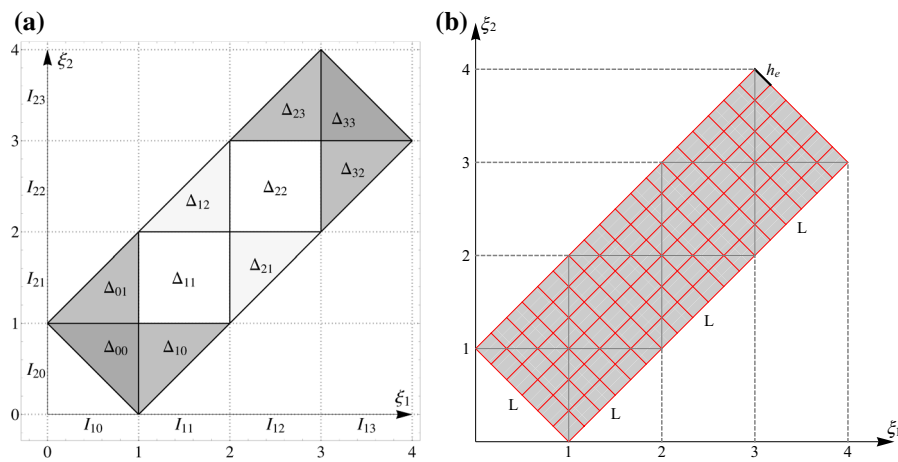 (a)
ξ₂
4
I₂₃
Δ₂₃
Δ₃₃
3
I₂₂
Δ₂₂
Δ₃₂
Δ₁₂
2
I₂₁
Δ₂₁
Δ₁₁
Δ₀₁
1
I₂₀
Δ₀₀
Δ₁₀
ξ₁
0
I₁₀
I₁₁
I₁₂
I₁₃
0 1 2 3 4
(b)
ξ₂
4
hₑ
3
L
2
L
1
L
L
ξ₁
1 2 3 4